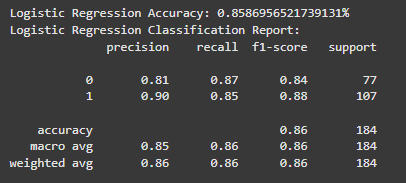 Logistic Regression Accuracy: 0.8586956521739131%
Logistic Regression Classification Report:
precision recall f1-score support
0 0.81 0.87 0.84 77
1 0.90 0.85 0.88 107
accuracy 0.86 184
macro avg 0.85 0.86 0.86 184
weighted avg 0.86 0.86 0.86 184